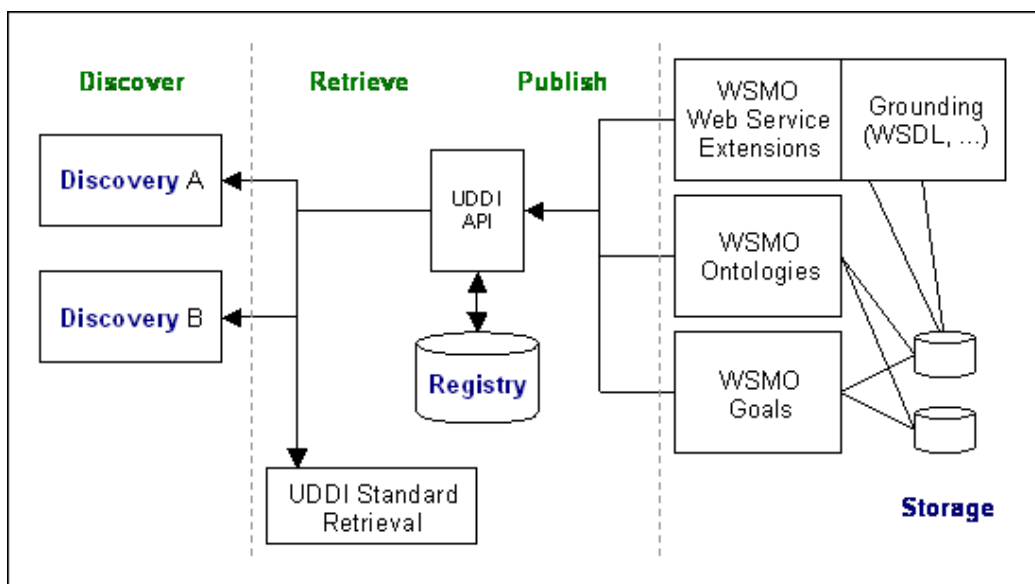 Discover
Retrieve
Publish
WSMO
Web Service
Extensions
Grounding
(WSDL, ...)
Discovery A
UDDI
API
WSMO
Ontologies
Discovery B
Registry
WSMO
Goals
UDDI Standard
Retrieval
Storage